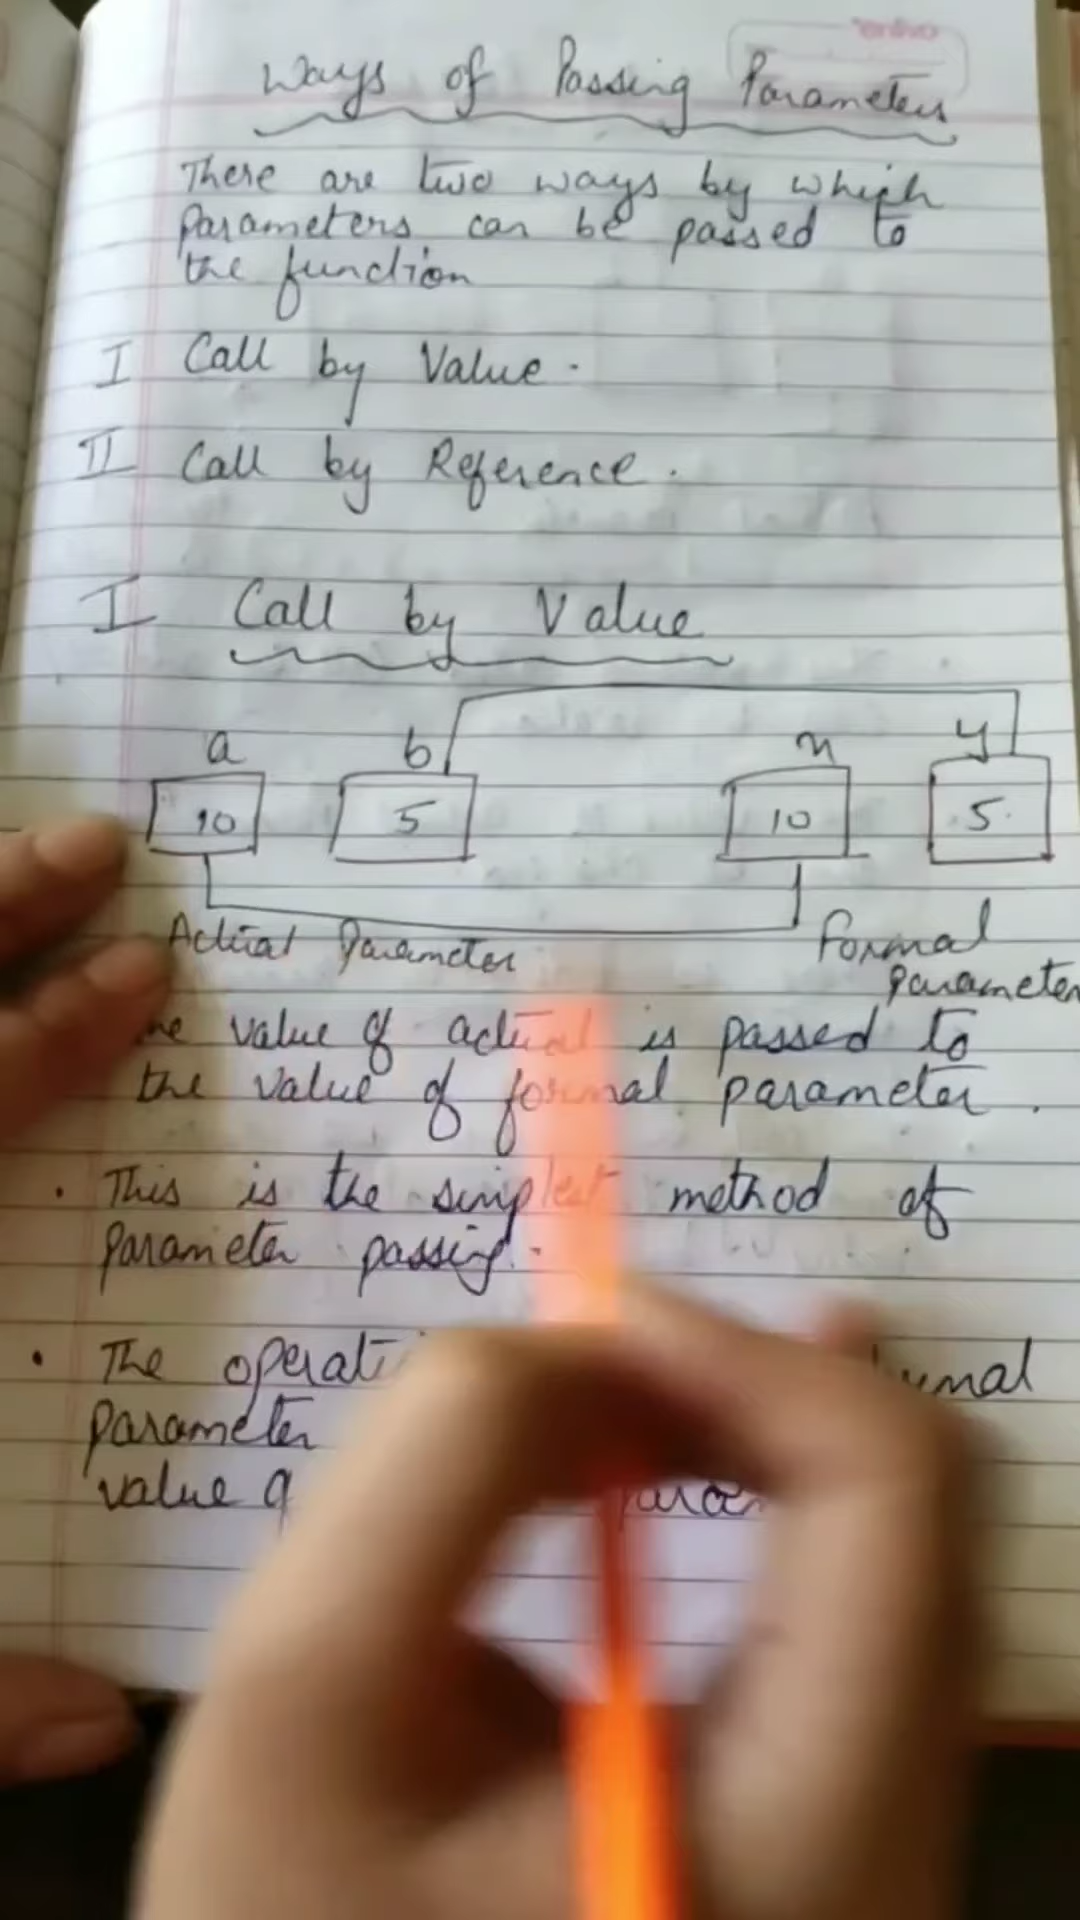 Ways of Passing Parameters
There are two ways by which
parameters can be passed to
the function
I Call by Value.
II Call by Reference.
I Call by Value
a b x y
10 5 10 5
Actual Parameter Formal
parameter
value of actual is passed to
the value of formal parameter.
• This is the simplest method of
parameter passing.
• The
parameter
value